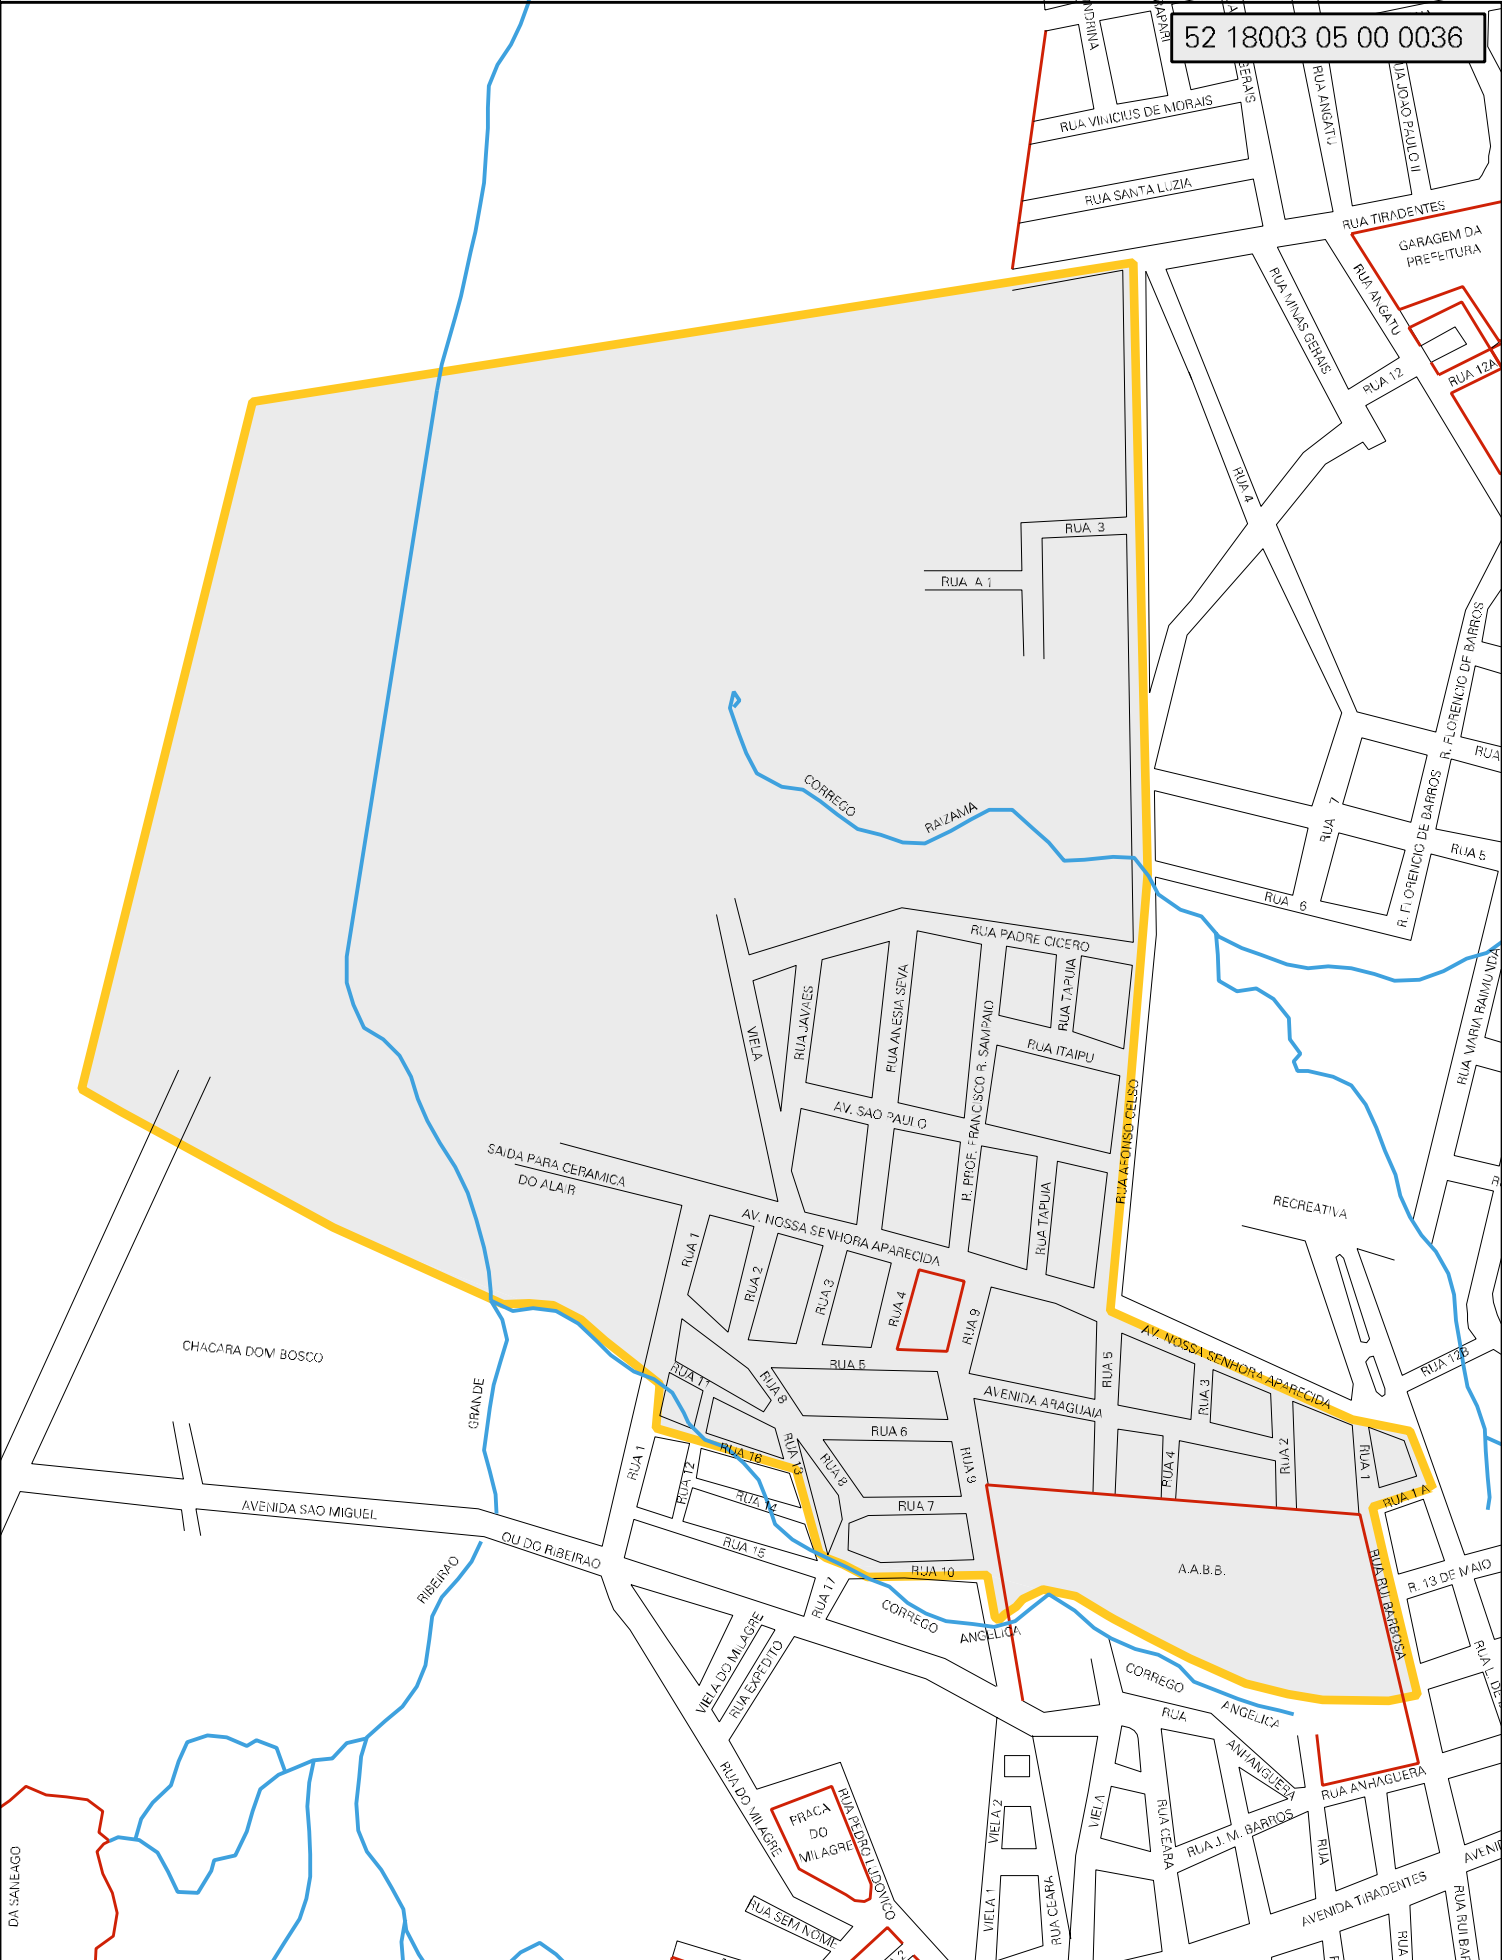 52 18003 05 00 0036
RUA VINICIUS DE MORAIS
GERAIS
RUA ANGATU
RUA JOAO PAULO II
RUA SANTA LUZIA
RUA TIRADENTES
GARAGEM DA
PREFEITURA
RUA MINAS GERAIS
RUA ANGATU
RUA 12
RUA 12A
RUA 4
RUA 3
RUA A 1
R. FLORENCIO DE BARROS
RUA
CORREGO
RAIZAMA
RUA 7
R. FLORENCIO DE BARROS
RUA 5
RUA 6
RUA PADRE CICERO
RUA TAPUIA
RUA JAVAES
RUA ANESIA SEVA
VIELA
RUA ITAIPU
R. PROF. FRANCISCO R. SAMPAIO
RUA MARIA RAIMUNDA
AV. SAO PAULO
RUA AFONSO CELSO
SAIDA PARA CERAMICA
DO ALAIR
RUA TAPUIA
RECREATIVA
AV. NOSSA SENHORA APARECIDA
RUA 1
RUA 2
RUA 3
RUA 4
RUA 9
CHACARA DOM BOSCO
AV. NOSSA SENHORA APARECIDA
RUA 12B
RUA 5
RUA 11
RUA 8
RUA 5
RUA 3
GRANDE
AVENIDA ARAGUAIA
RUA 6
RUA 16
RUA 13
RUA 8
RUA 9
RUA 4
RUA 2
RUA 1
RUA 1
RUA 12
RUA 14
RUA 7
RUA 1 A
AVENIDA SAO MIGUEL
OU DO RIBEIRAO
RUA 15
RUA 10
A.A.B.B.
R. 13 DE MAIO
RIBEIRAO
RUA 17
RUA RUI BARBOSA
CORREGO
ANGELICA
VIELA DO MILAGRE
RUA EXPEDITO
CORREGO
ANGELICA
RUA
ANHANGUERA
RUA ANHAGUERA
RUA DO MILAGRE
PRACA
DO
MILAGRE
RUA PEDRO LUDOVICO
VIELA 2
VIELA
RUA CEARA
RUA J. M. BARROS
RUA
DA SANEAGO
RUA SEM NOME
VIELA 1
RUA CEARA
AVENIDA TIRADENTES
RUA